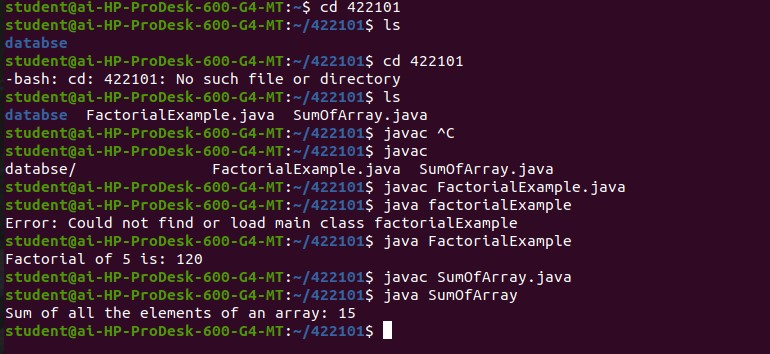 student@ai-HP-ProDesk-600-G4-MT:~$ cd 422101
student@ai-HP-ProDesk-600-G4-MT:~/422101$ ls
databse
student@ai-HP-ProDesk-600-G4-MT:~/422101$ cd 422101
-bash: cd: 422101: No such file or directory
student@ai-HP-ProDesk-600-G4-MT:~/422101$ ls
databse  FactorialExample.java  SumOfArray.java
student@ai-HP-ProDesk-600-G4-MT:~/422101$ javac ^C
student@ai-HP-ProDesk-600-G4-MT:~/422101$ javac
databse/               FactorialExample.java  SumOfArray.java
student@ai-HP-ProDesk-600-G4-MT:~/422101$ javac FactorialExample.java
student@ai-HP-ProDesk-600-G4-MT:~/422101$ java factorialExample
Error: Could not find or load main class factorialExample
student@ai-HP-ProDesk-600-G4-MT:~/422101$ java FactorialExample
Factorial of 5 is: 120
student@ai-HP-ProDesk-600-G4-MT:~/422101$ javac SumOfArray.java
student@ai-HP-ProDesk-600-G4-MT:~/422101$ java SumOfArray
Sum of all the elements of an array: 15
student@ai-HP-ProDesk-600-G4-MT:~/422101$